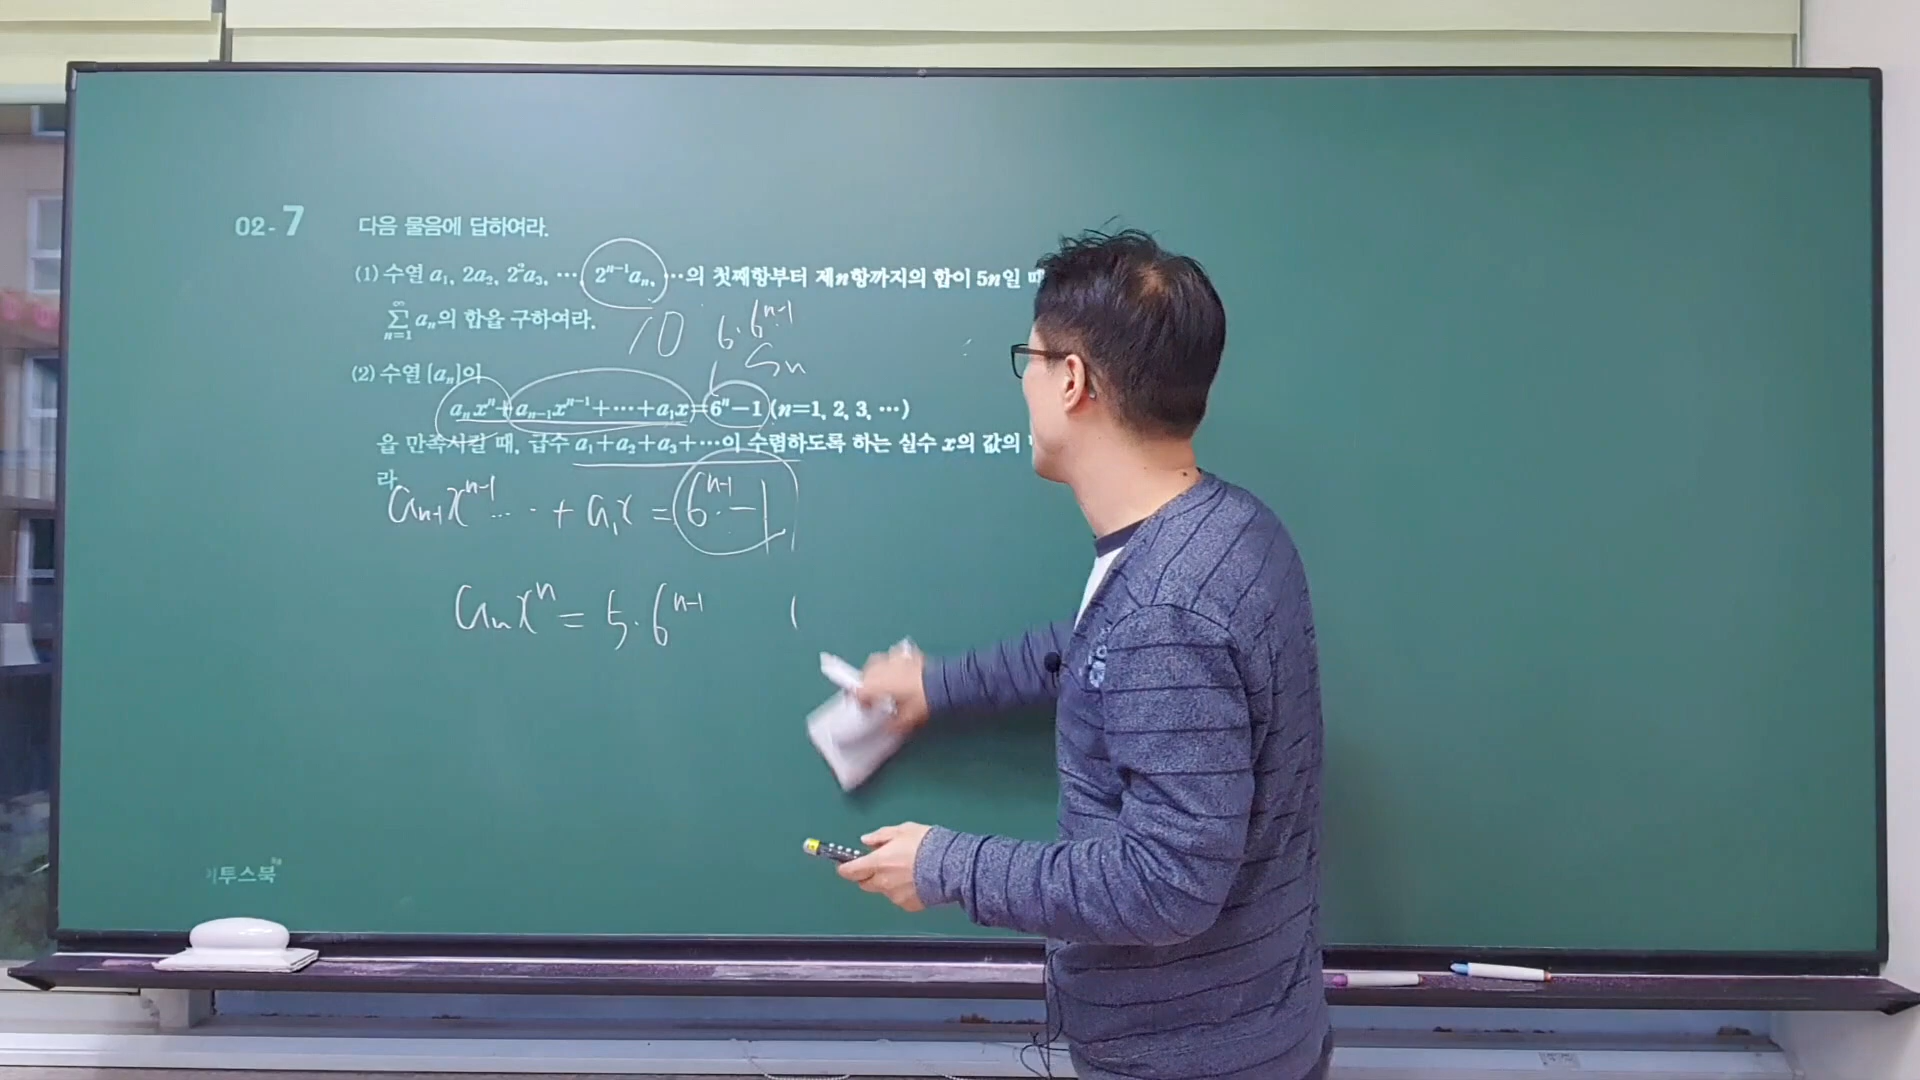 02-7 다음 물음에 답하여라.
(1) 수열 a₁, 2a₂, 2²a₃, ⋯, 2ⁿ⁻¹aₙ, ⋯의 첫째항부터 제n항까지의 합이 5n일
∑ₙ₌₁^∞ aₙ의 합을 구하여라.
10 6·6ⁿ⁻¹
5n
(2) 수열 {aₙ}이
aₙxⁿ+aₙ₋₁xⁿ⁻¹+⋯+a₁x=6ⁿ−1 (n=1, 2, 3, ⋯)
을 만족시킬 때, 급수 a₁+a₂+a₃+⋯이 수렴하도록 하는 실수 x의 값의
라.
aₙ₋₁xⁿ⁻¹ ⋯ + a₁x = 6ⁿ⁻¹−1
aₙxⁿ = 5·6ⁿ⁻¹
이투스북